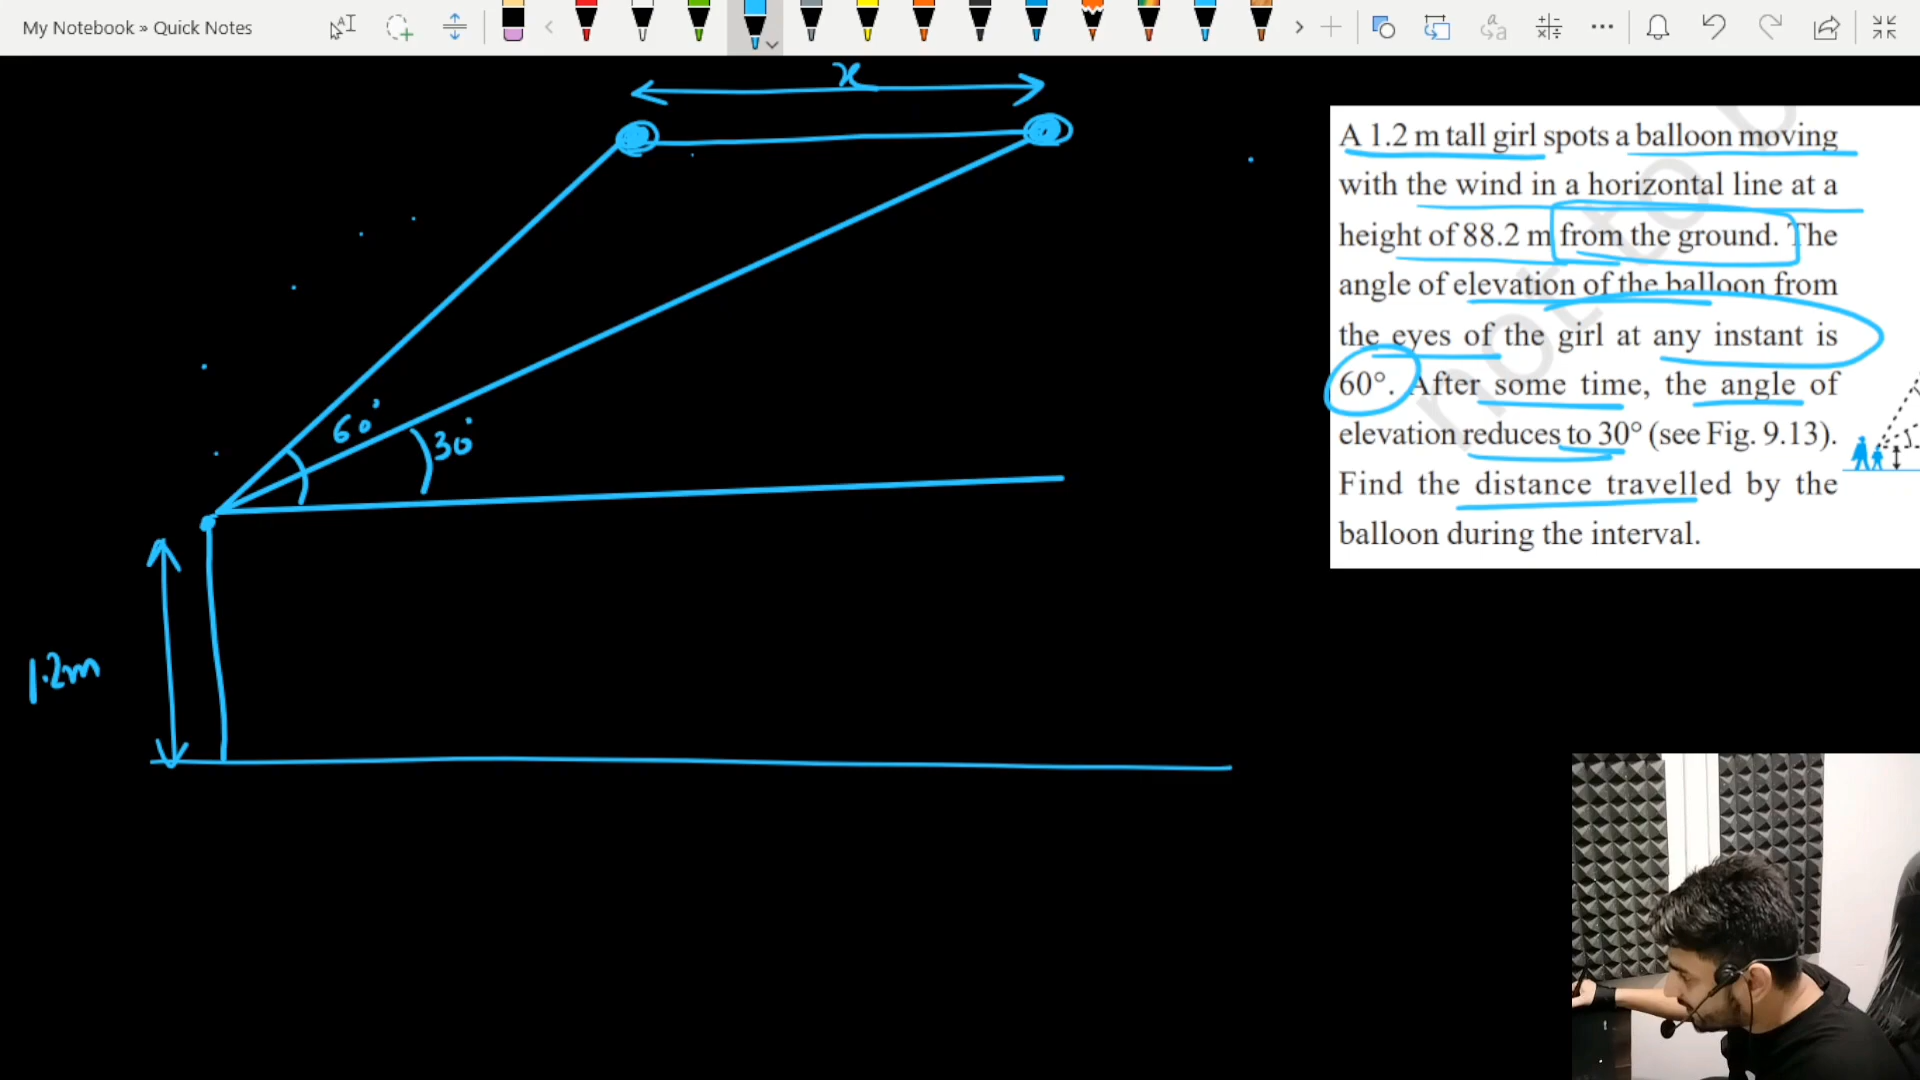 My Notebook » Quick Notes
x
A 1.2 m tall girl spots a balloon moving
with the wind in a horizontal line at a
height of 88.2 m from the ground. The
angle of elevation of the balloon from
the eyes of the girl at any instant is
60°. After some time, the angle of
elevation reduces to 30° (see Fig. 9.13).
Find the distance travelled by the
balloon during the interval.
60°
30°
1.2m